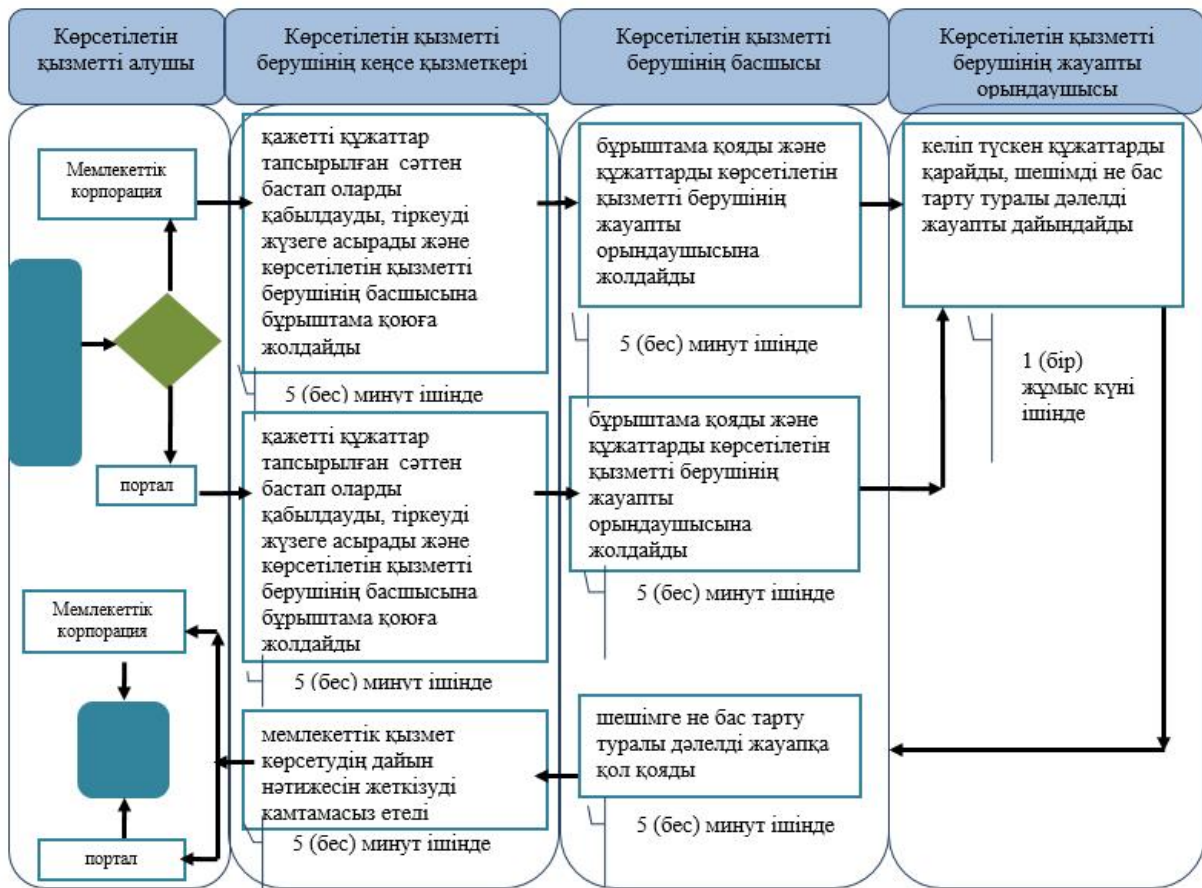 Көрсетілетін
қызметті алушы
Көрсетілетін қызметті
берушінің кеңсе қызметкері
Көрсетілетін қызметті
берушінің басшысы
Көрсетілетін қызметті
берушінің жауапты
орындаушысы
Мемлекеттік
корпорация
портал
Мемлекеттік
корпорация
портал
қажетті құжаттар
тапсырылған сәттен
бастап оларды
қабылдауды, тіркеуді
жүзеге асырады және
көрсетілетін қызметті
берушінің басшысына
бұрыштама қоюға
жолдайды
5 (бес) минут ішінде
қажетті құжаттар
тапсырылған сәттен
бастап оларды
қабылдауды, тіркеуді
жүзеге асырады және
көрсетілетін қызметті
берушінің басшысына
бұрыштама қоюға
жолдайды
5 (бес) минут ішінде
мемлекеттік қызмет
көрсетудің дайын
нәтижесін жеткізуді
қамтамасыз етеді
5 (бес) минут ішінде
бұрыштама қояды және
құжаттарды көрсетілетін
қызметті берушінің
жауапты
орындаушысына
жолдайды
5 (бес) минут ішінде
бұрыштама қояды және
құжаттарды көрсетілетін
қызметті берушінің
жауапты
орындаушысына
жолдайды
5 (бес) минут ішінде
шешімге не бас тарту
туралы дәлелді жауапқа
қол қояды
5 (бес) минут ішінде
келіп түскен құжаттарды
қарайды, шешімді не бас
тарту туралы дәлелді
жауапты дайындайды
1 (бір)
жұмыс күні
ішінде